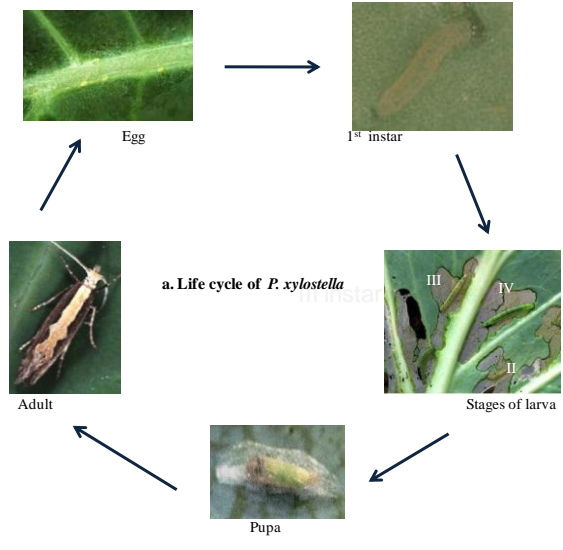 Egg
1st instar
a. Life cycle of P. xylostella
III
IV
II
Adult
Stages of larva
Pupa